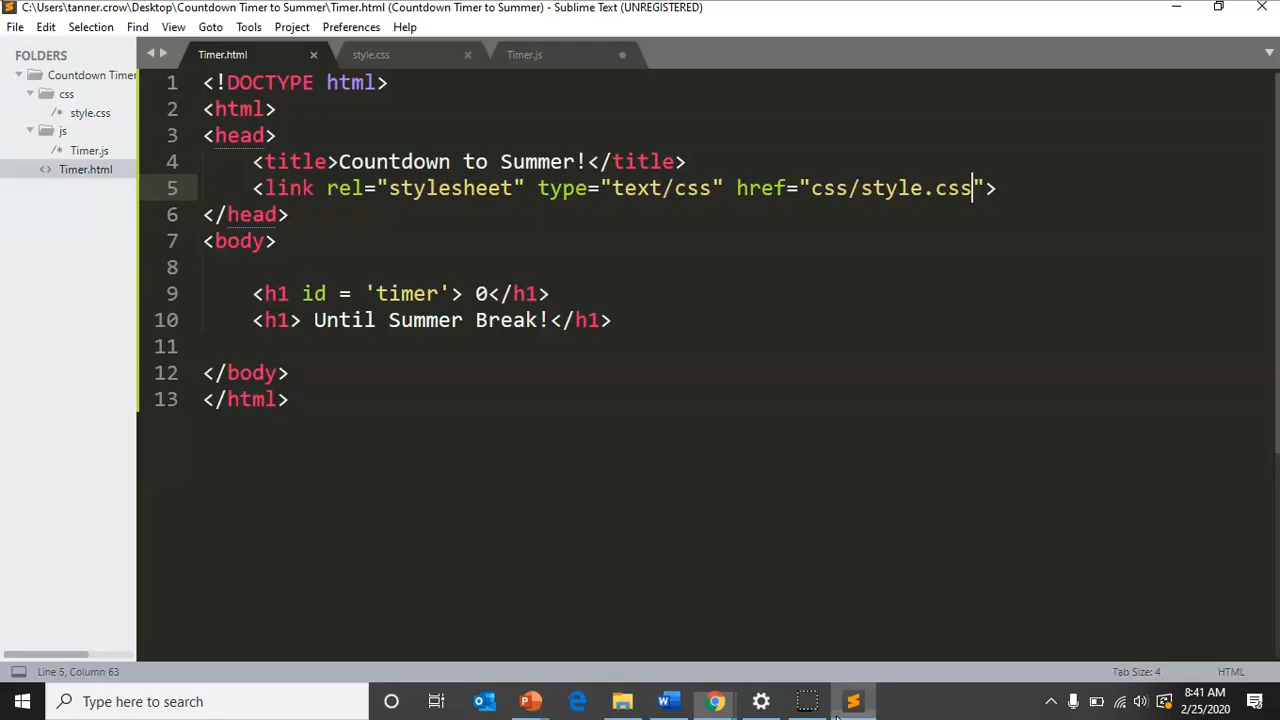 C:\Users\tanner.crow\Desktop\Countdown Timer to Summer\Timer.html (Countdown Timer to Summer) - Sublime Text (UNREGISTERED)
File Edit Selection Find View Goto Tools Project Preferences Help
FOLDERS
Countdown Timer
css
style.css
js
Timer.js
Timer.html
Timer.html style.css Timer.js
1 <!DOCTYPE html>
2 <html>
3 <head>
4 <title>Countdown to Summer!</title>
5 <link rel="stylesheet" type="text/css" href="css/style.css">
6 </head>
7 <body>
8
9 <h1 id = 'timer'> 0</h1>
10 <h1> Until Summer Break!</h1>
11
12 </body>
13 </html>
Line 5, Column 63 Tab Size: 4 HTML
Type here to search
8:41 AM
2/25/2020